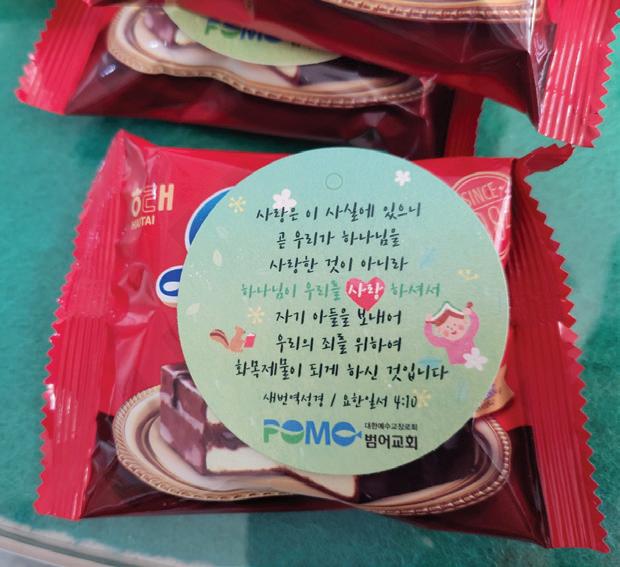 POMO
해태
HAITAI
SINCE
사랑은 이 사실에 있으니
곧 우리가 하나님을
사랑한 것이 아니라
하나님이 우리를 사랑 하셔서
자기 아들을 보내어
우리의 죄를 위하여
화목제물이 되게 하신 것입니다
새번역성경 / 요한일서 4:10
POMO
대한예수교장로회
범어교회